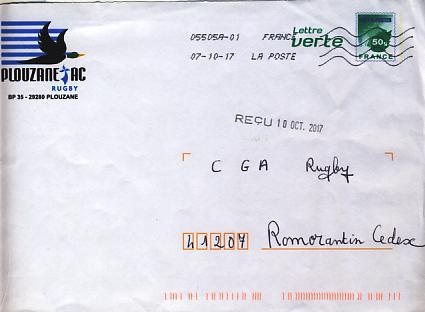 05505A-01 FRANCE
Lettre
verte
50g
FRANCE
07-10-17 LA POSTE
PLOUZANE AC
RUGBY
BP 35 - 29280 PLOUZANE
REÇU 10 OCT. 2017
C G A Rugby
41207 Romorantin Cedex